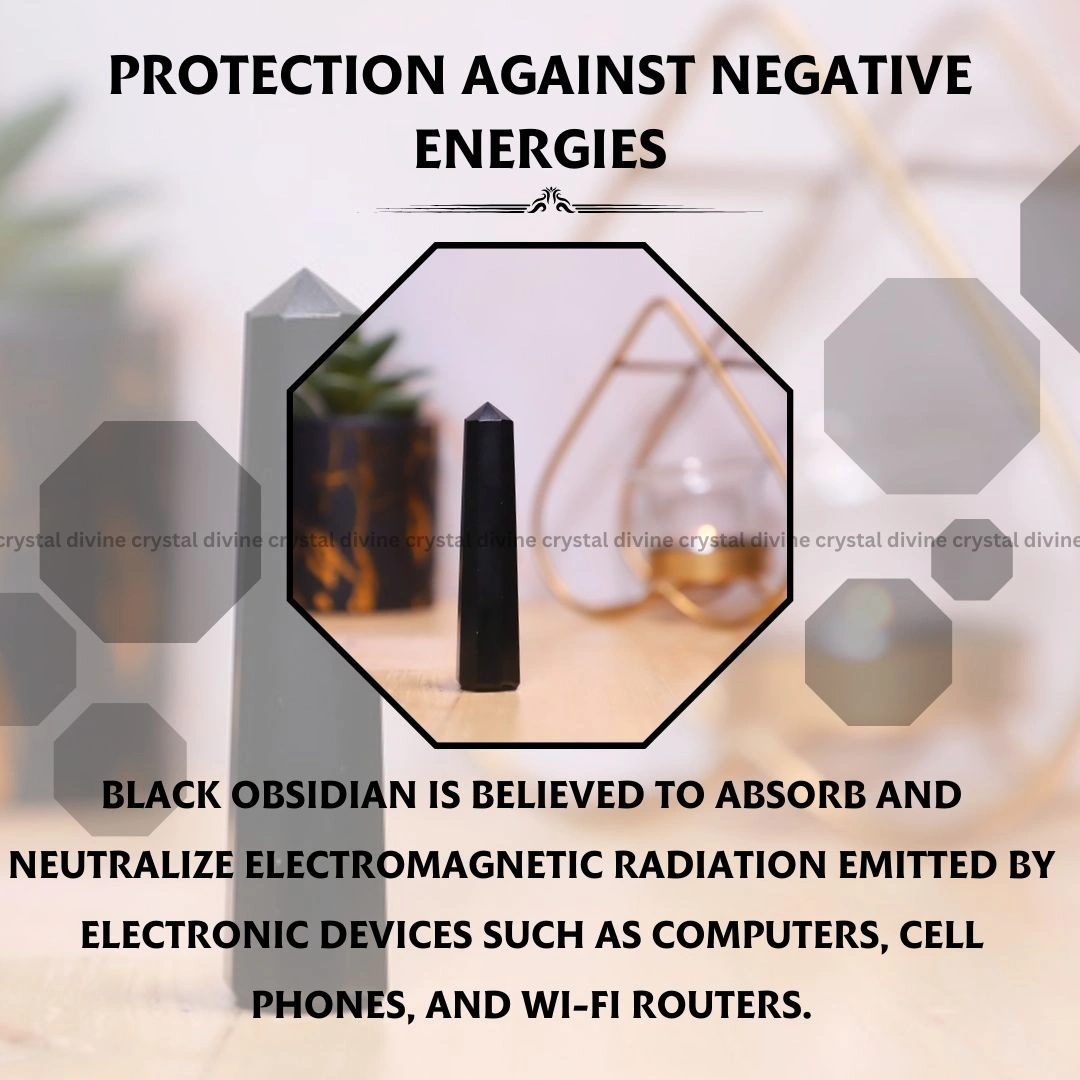 PROTECTION AGAINST NEGATIVE
ENERGIES
crystal divine crystal divine crystal divine crystal divine crystal divine crystal divine crystal divine crystal divine
BLACK OBSIDIAN IS BELIEVED TO ABSORB AND
NEUTRALIZE ELECTROMAGNETIC RADIATION EMITTED BY
ELECTRONIC DEVICES SUCH AS COMPUTERS, CELL
PHONES, AND WI-FI ROUTERS.